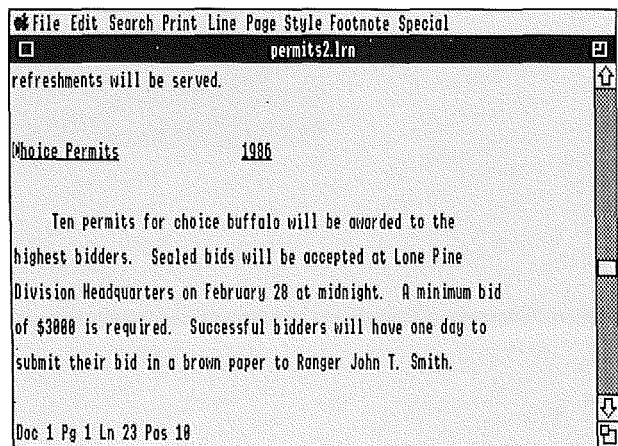 File Edit Search Print Line Page Style Footnote Special
permits2.lrn
refreshments will be served.
Choice Permits 1986
Ten permits for choice buffalo will be awarded to the
highest bidders. Sealed bids will be accepted at Lone Pine
Division Headquarters on February 28 at midnight. A minimum bid
of $3000 is required. Successful bidders will have one day to
submit their bid in a brown paper to Ranger John T. Smith.
Doc 1 Pg 1 Ln 23 Pos 10